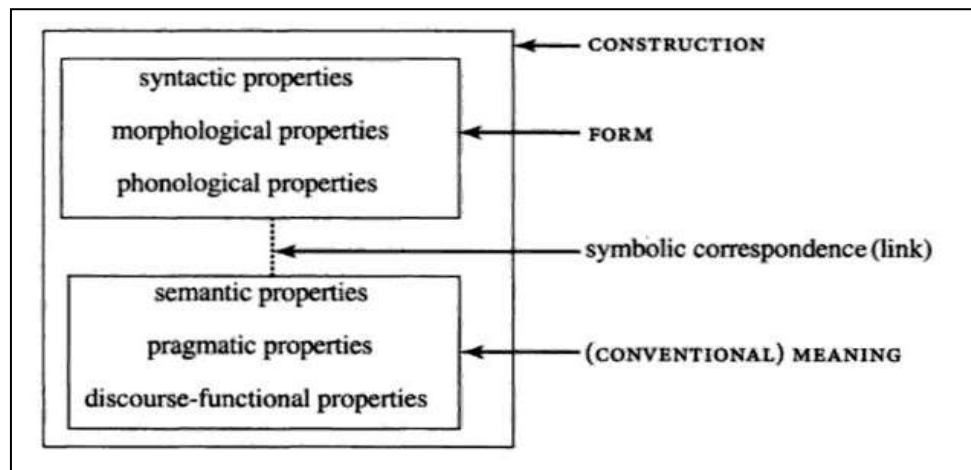 CONSTRUCTION
syntactic properties
morphological properties
FORM
phonological properties
symbolic correspondence (link)
semantic properties
pragmatic properties
(CONVENTIONAL) MEANING
discourse-functional properties